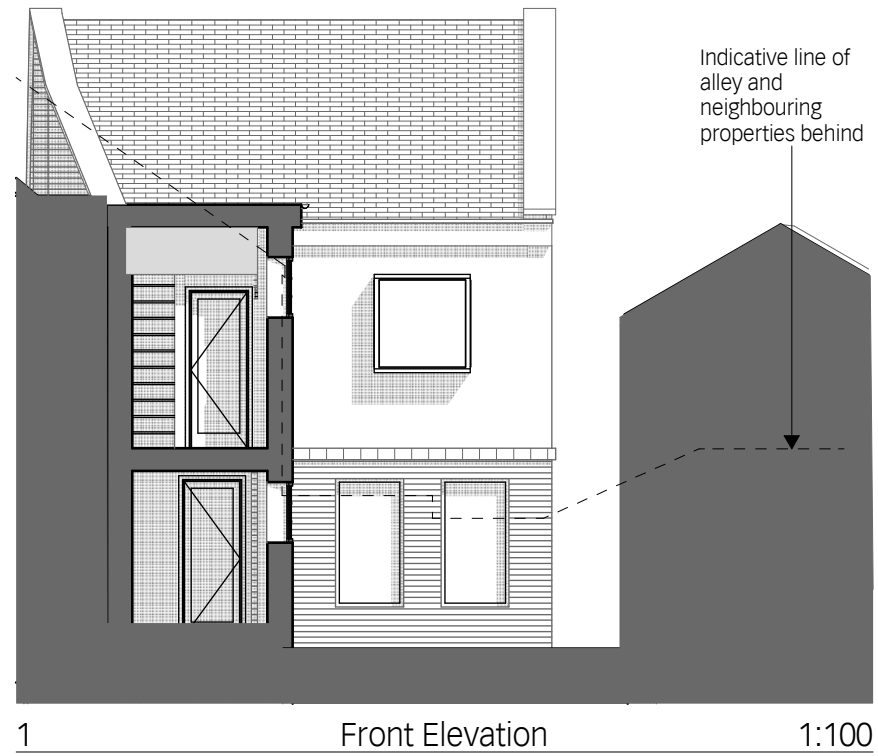 Indicative line of
alley and
neighbouring
properties behind
1 Front Elevation 1:100